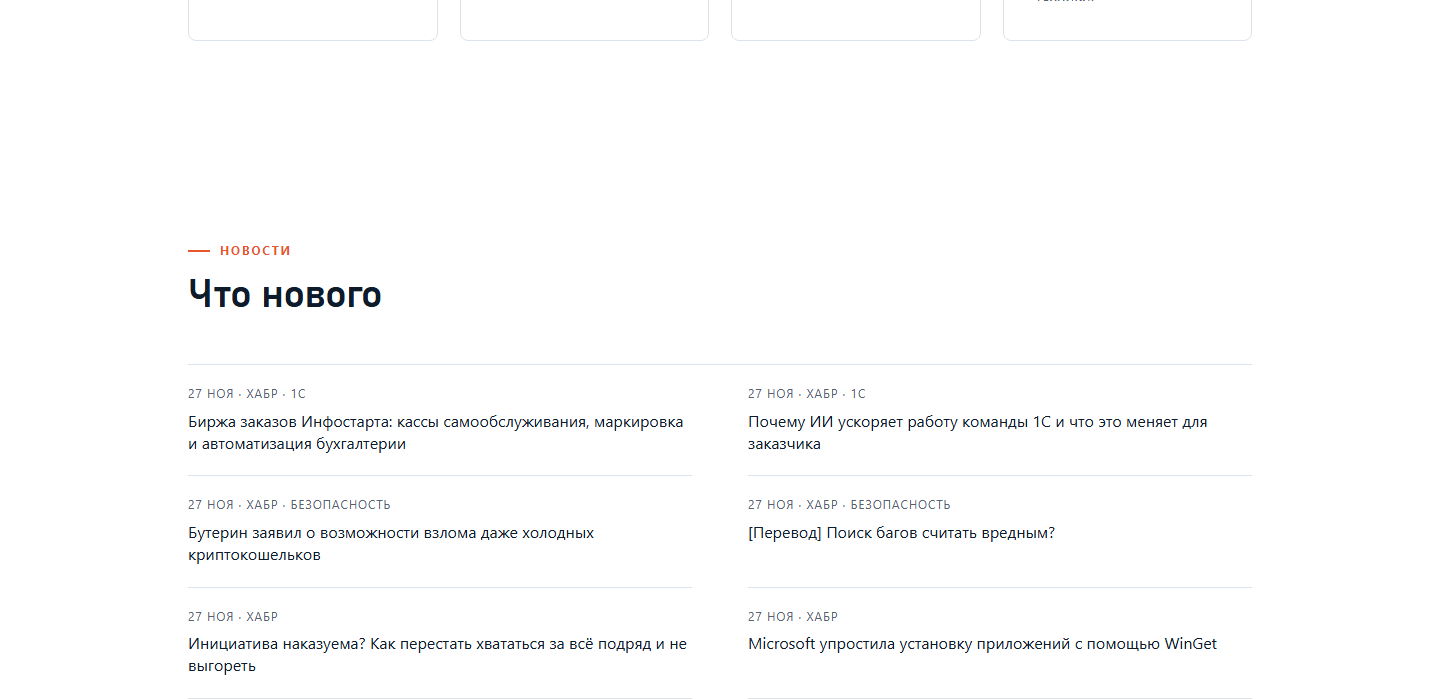 НОВОСТИ
Что нового
27 НОЯ · ХАБР · 1С
Биржа заказов Инфостарта: кассы самообслуживания, маркировка
и автоматизация бухгалтерии
27 НОЯ · ХАБР · 1С
Почему ИИ ускоряет работу команды 1С и что это меняет для
заказчика
27 НОЯ · ХАБР · БЕЗОПАСНОСТЬ
Бутерин заявил о возможности взлома даже холодных
криптокошельков
27 НОЯ · ХАБР · БЕЗОПАСНОСТЬ
[Перевод] Поиск багов считать вредным?
27 НОЯ · ХАБР
Инициатива наказуема? Как перестать хвататься за всё подряд и не
выгореть
27 НОЯ · ХАБР
Microsoft упростила установку приложений с помощью WinGet